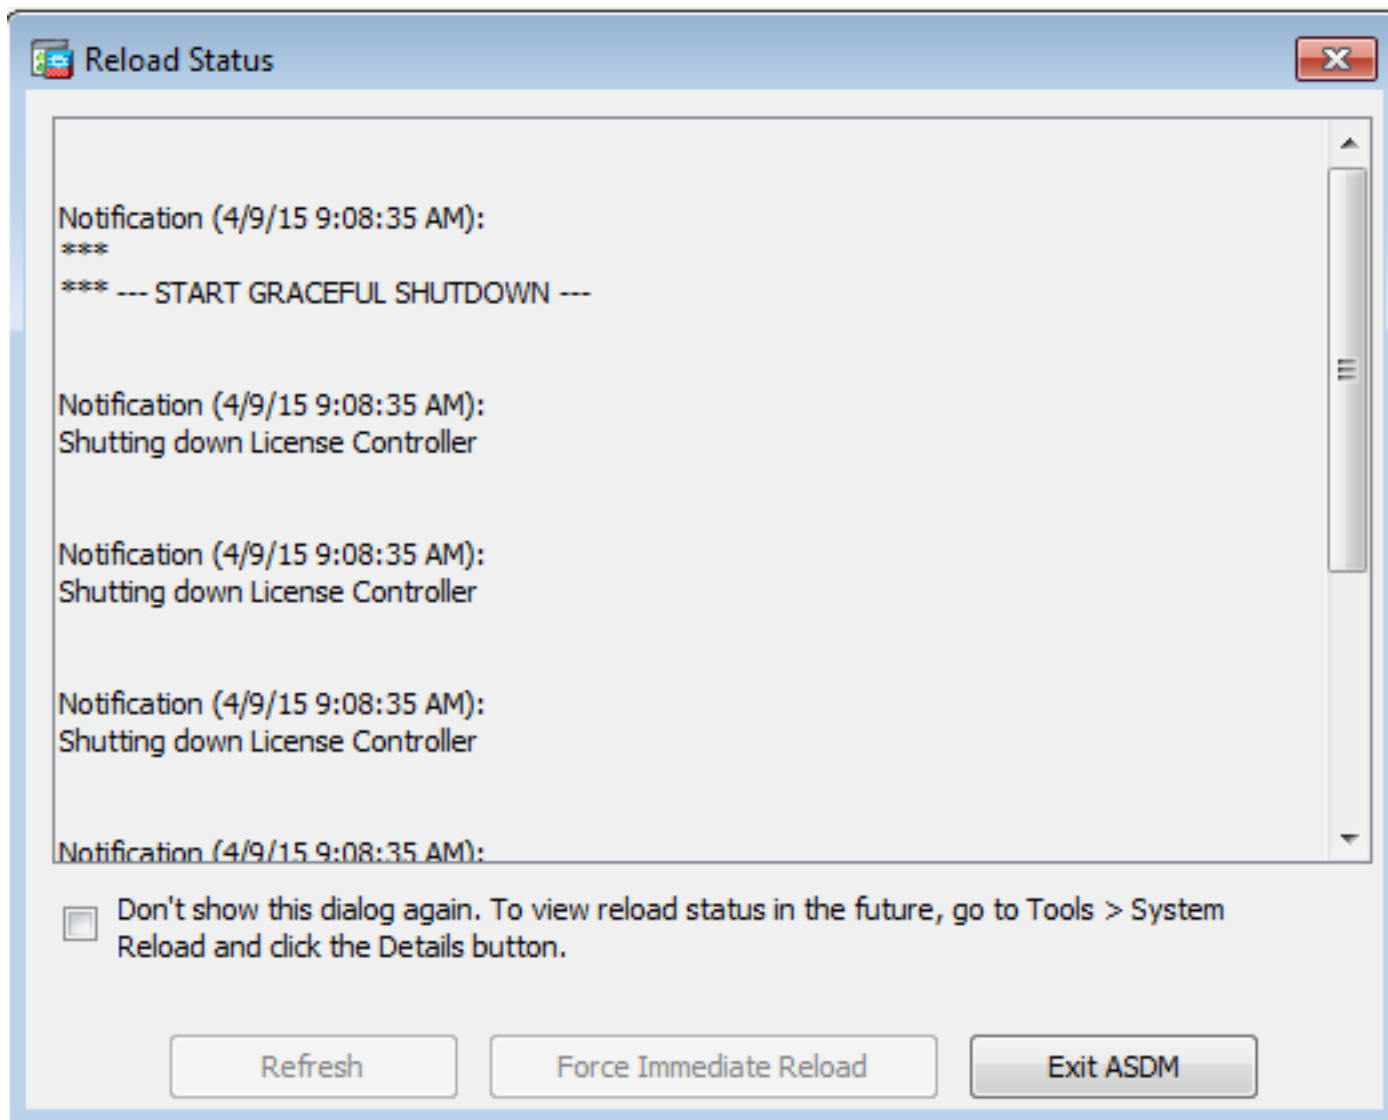 Reload Status
Notification (4/9/15 9:08:35 AM):
***
*** --- START GRACEFUL SHUTDOWN ---
Notification (4/9/15 9:08:35 AM):
Shutting down License Controller
Notification (4/9/15 9:08:35 AM):
Shutting down License Controller
Notification (4/9/15 9:08:35 AM):
Shutting down License Controller
Notification (4/9/15 9:08:35 AM):
Don't show this dialog again. To view reload status in the future, go to Tools > System
Reload and click the Details button.
Refresh
Force Immediate Reload
Exit ASDM